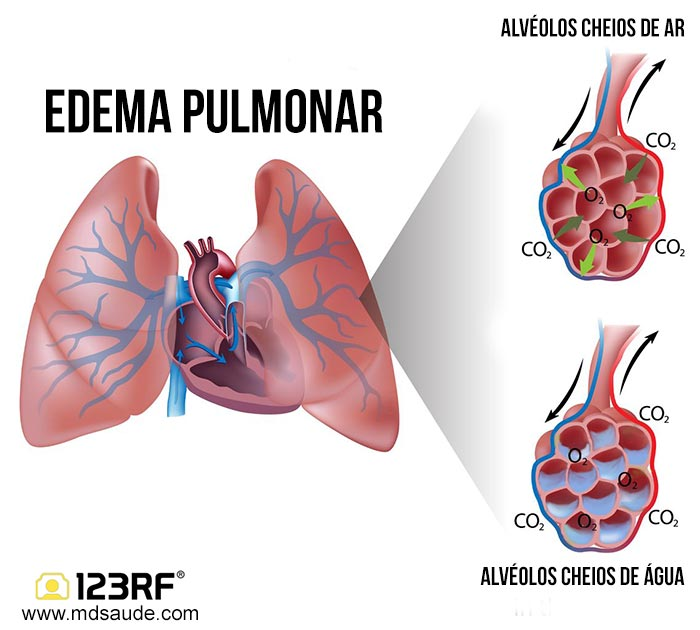 ALVÉOLOS CHEIOS DE AR
EDEMA PULMONAR
CO₂
O₂
O₂
O₂
CO₂
CO₂
CO₂
O₂
O₂
O₂
CO₂
CO₂
ALVÉOLOS CHEIOS DE ÁGUA
123RF®
www.mdsaude.com